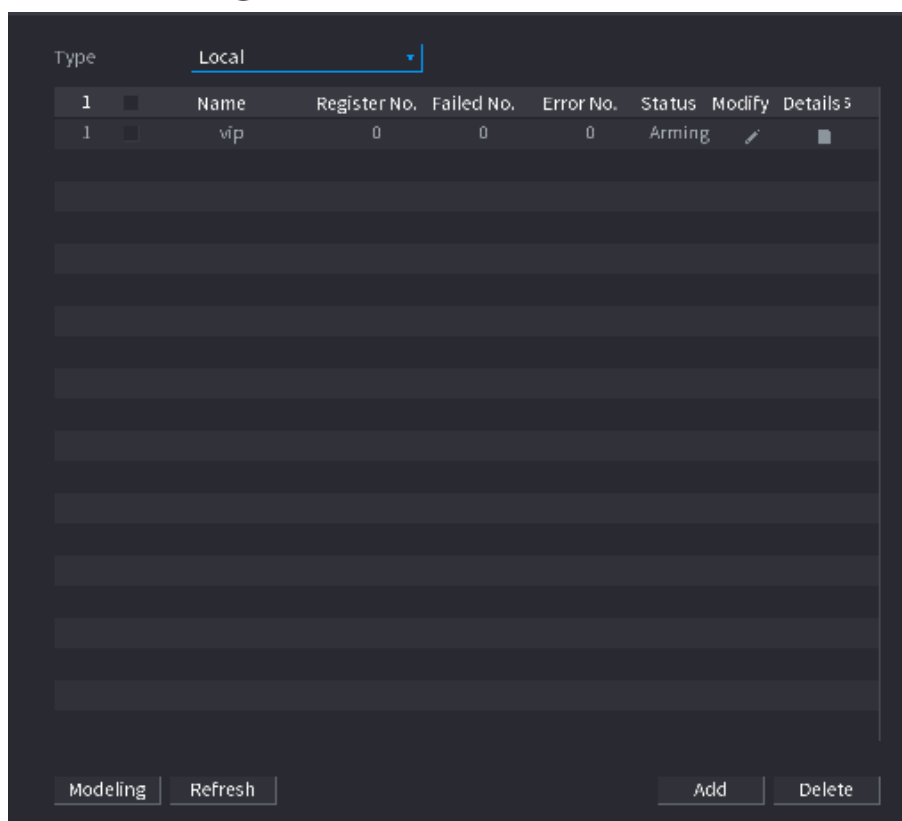 Type Local
1 Name Register No. Failed No. Error No. Status Modify Details
1 vip 0 0 0 Arming
Modeling Refresh Add Delete